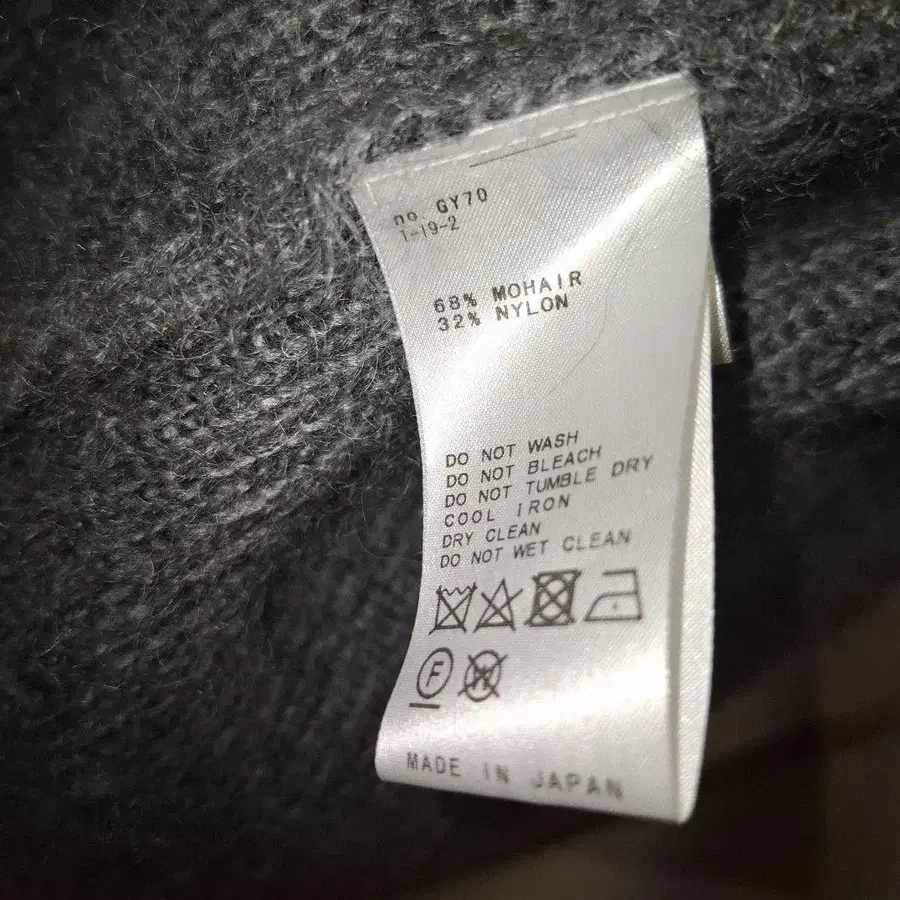 no. GY70
1-19-2
68% MOHAIR
32% NYLON
DO NOT WASH
DO NOT BLEACH
DO NOT TUMBLE DRY
COOL IRON
DRY CLEAN
DO NOT WET CLEAN
F W
MADE IN JAPAN